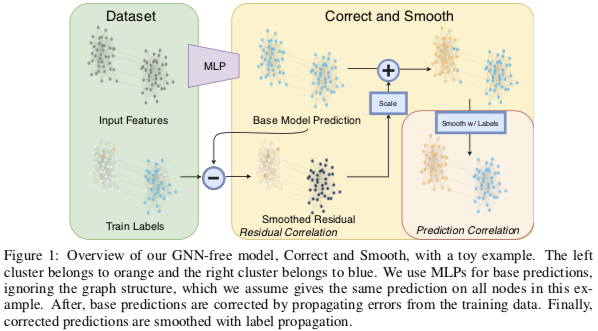 Dataset
Correct and Smooth
MLP
+
Scale
Input Features
Base Model Prediction
Smooth w/ Labels
−
Train Labels
Smoothed Residual
Residual Correlation
Prediction Correlation
Figure 1: Overview of our GNN-free model, Correct and Smooth, with a toy example. The left
cluster belongs to orange and the right cluster belongs to blue. We use MLPs for base predictions,
ignoring the graph structure, which we assume gives the same prediction on all nodes in this ex-
ample. After, base predictions are corrected by propagating errors from the training data. Finally,
corrected predictions are smoothed with label propagation.